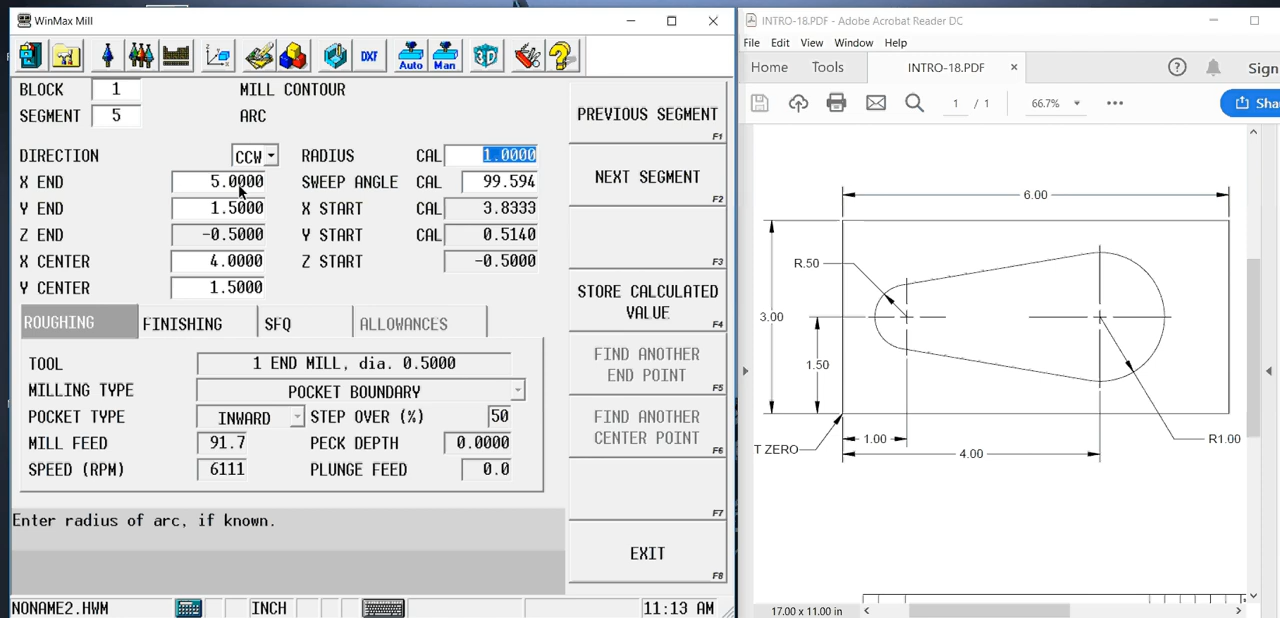 WinMax Mill
Auto Man 3D DXF
BLOCK 1 MILL CONTOUR
SEGMENT 5 ARC
DIRECTION CCW RADIUS CAL 1.0000
X END 5.0000 SWEEP ANGLE CAL 99.594
Y END 1.5000 X START CAL 3.8333
Z END -0.5000 Y START CAL 0.5140
X CENTER 4.0000 Z START -0.5000
Y CENTER 1.5000
ROUGHING FINISHING SFQ ALLOWANCES
TOOL 1 END MILL, dia. 0.5000
MILLING TYPE POCKET BOUNDARY
POCKET TYPE INWARD STEP OVER (%) 50
MILL FEED 91.7 PECK DEPTH 0.0000
SPEED (RPM) 6111 PLUNGE FEED 0.0
Enter radius of arc, if known.
PREVIOUS SEGMENT
F1
NEXT SEGMENT
F2
F3
STORE CALCULATED
VALUE
F4
FIND ANOTHER
END POINT
F5
FIND ANOTHER
CENTER POINT
F6
F7
EXIT
F8
NONAME2.HWM INCH 11:13 AM
INTRO-18.PDF - Adobe Acrobat Reader DC
File Edit View Window Help
Home Tools INTRO-18.PDF × Sign
1 / 1 66.7% Sha
6.00
R.50
3.00
1.50
1.00
R1.00
T ZERO
4.00
17.00 x 11.00 in